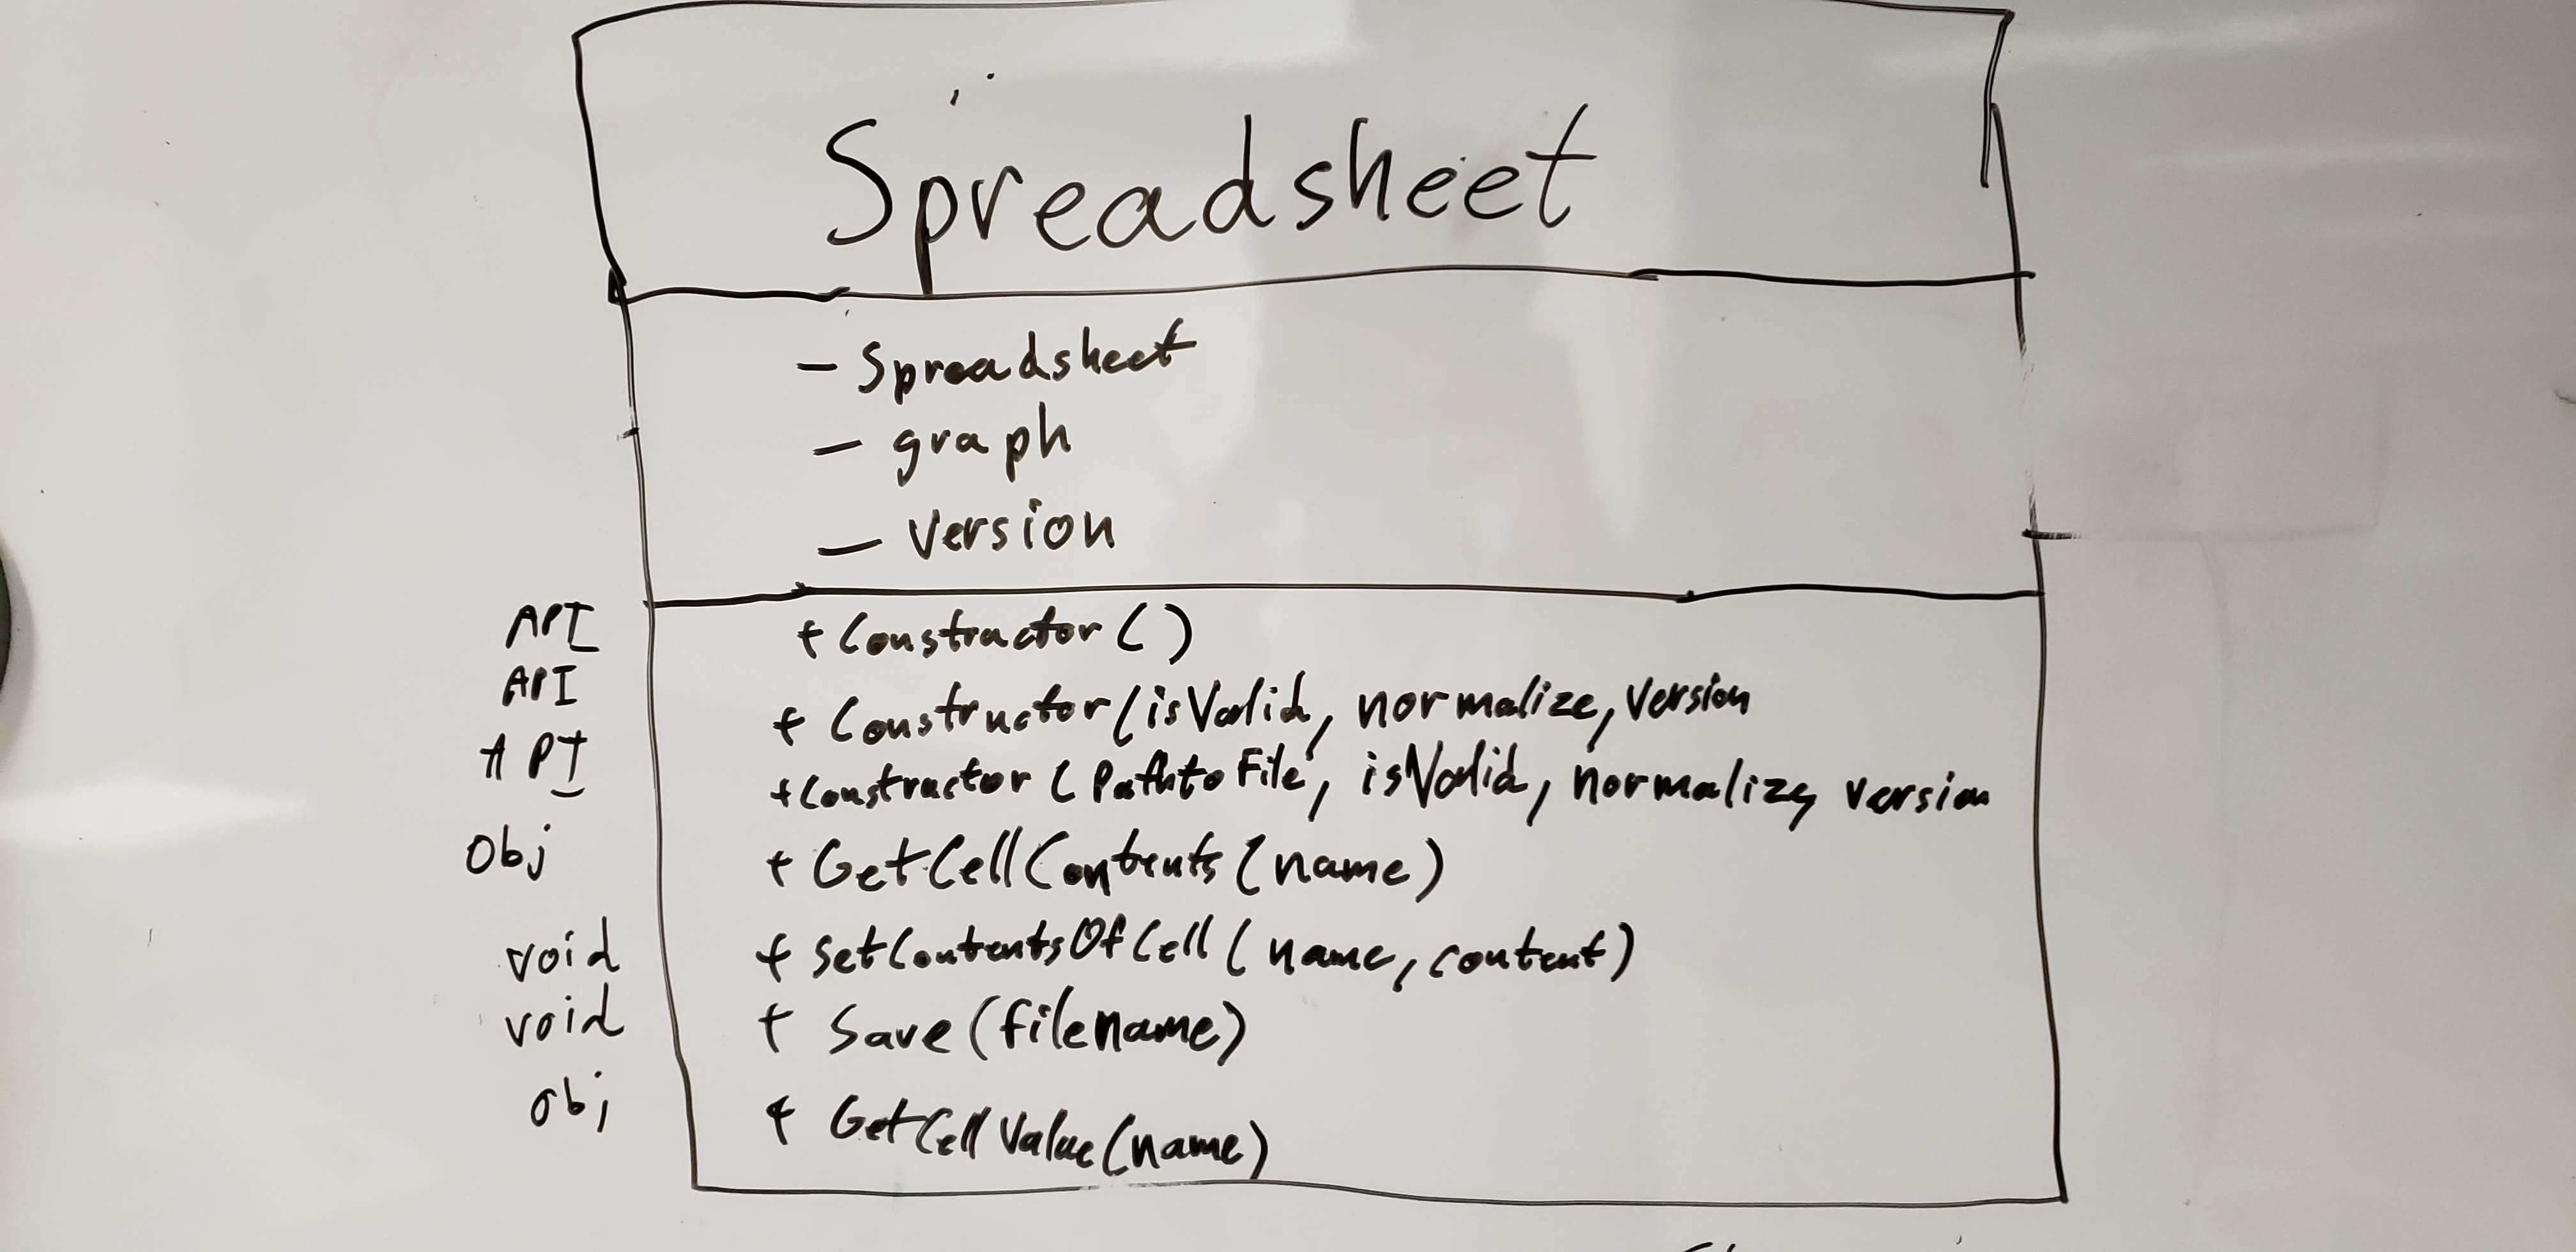 Spreadsheet
- Spreadsheet
- graph
- Version
API + Constructor ()
API + Constructor (isValid, normalize, Version
API + Constructor (PathtoFile, isValid, normalize, version
Obj + GetCellContents (name)
void + SetContentsOfCell (name, content)
void + Save (filename)
Obj + GetCellValue (name)